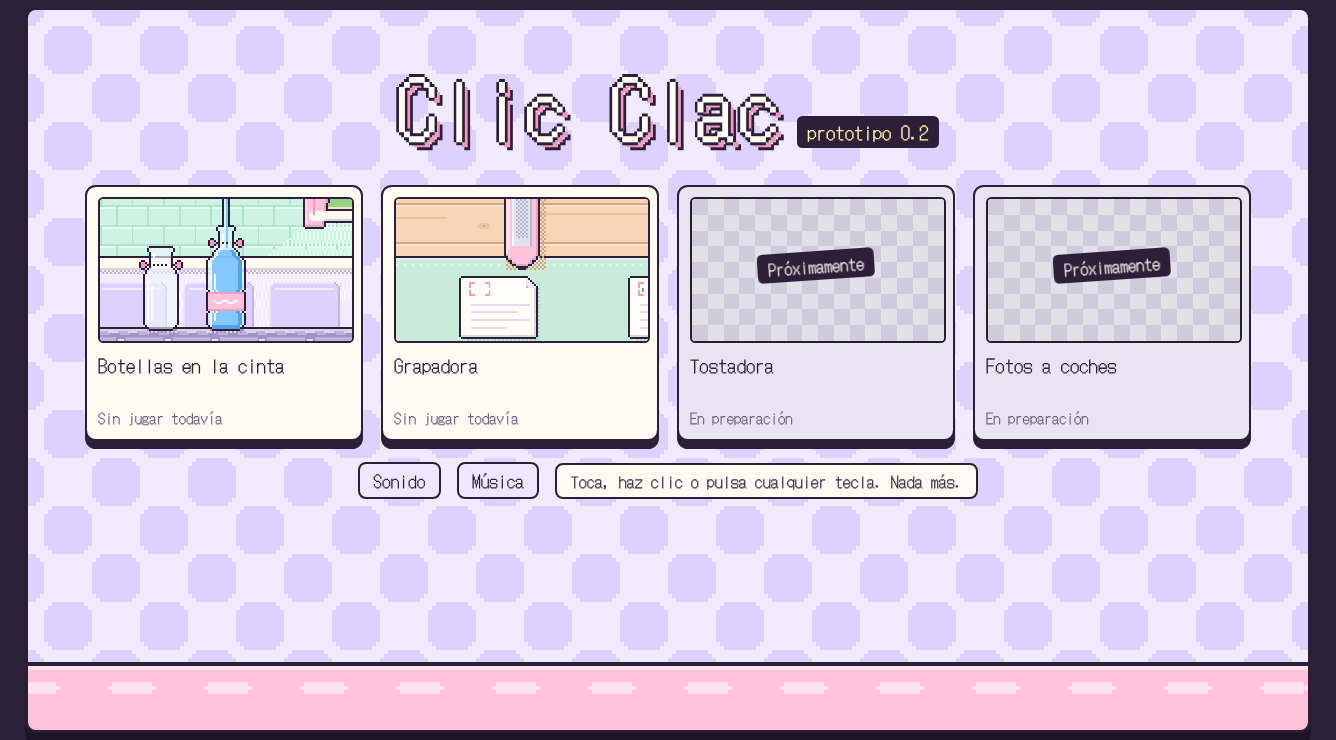 Clic Clac prototipo 0.2
Próximamente
Próximamente
Botellas en la cinta
Grapadora
Tostadora
Fotos a coches
Sin jugar todavía
Sin jugar todavía
En preparación
En preparación
Sonido
Música
Toca, haz clic o pulsa cualquier tecla. Nada más.